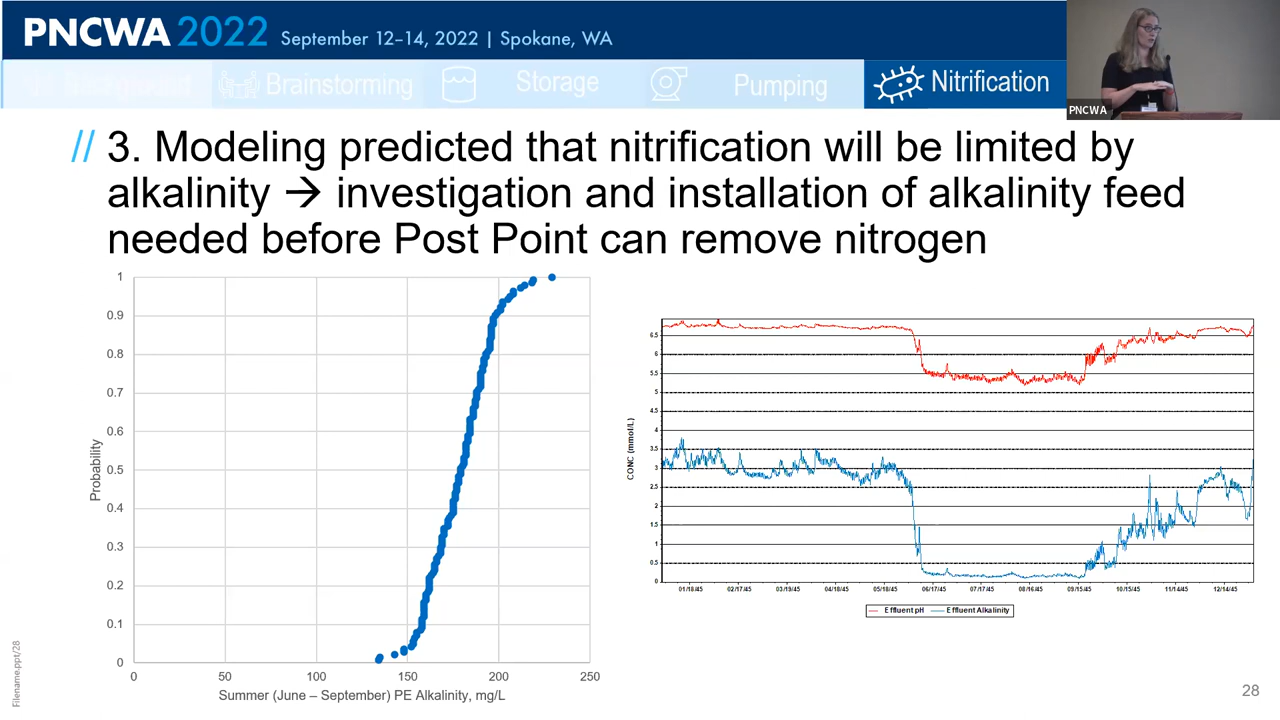 PNCWA 2022 September 12–14, 2022 | Spokane, WA
Brainstorming
Storage
Pumping
Nitrification
PNCWA
// 3. Modeling predicted that nitrification will be limited by
alkalinity → investigation and installation of alkalinity feed
needed before Post Point can remove nitrogen
1
0.9
0.8
0.7
0.6
0.5
0.4
0.3
0.2
0.1
0
Probability
0 50 100 150 200 250
Summer (June – September) PE Alkalinity, mg/L
6.5
6
5.5
5
4.5
4
3.5
3
2.5
2
1.5
1
0.5
0
CONC (mmol/L)
01/18/45 02/17/45 03/19/45 04/18/45 05/18/45 06/17/45 07/17/45 08/16/45 09/15/45 10/15/45 11/14/45 12/14/45
Effluent pH Effluent Alkalinity
Filename.ppt/28
28